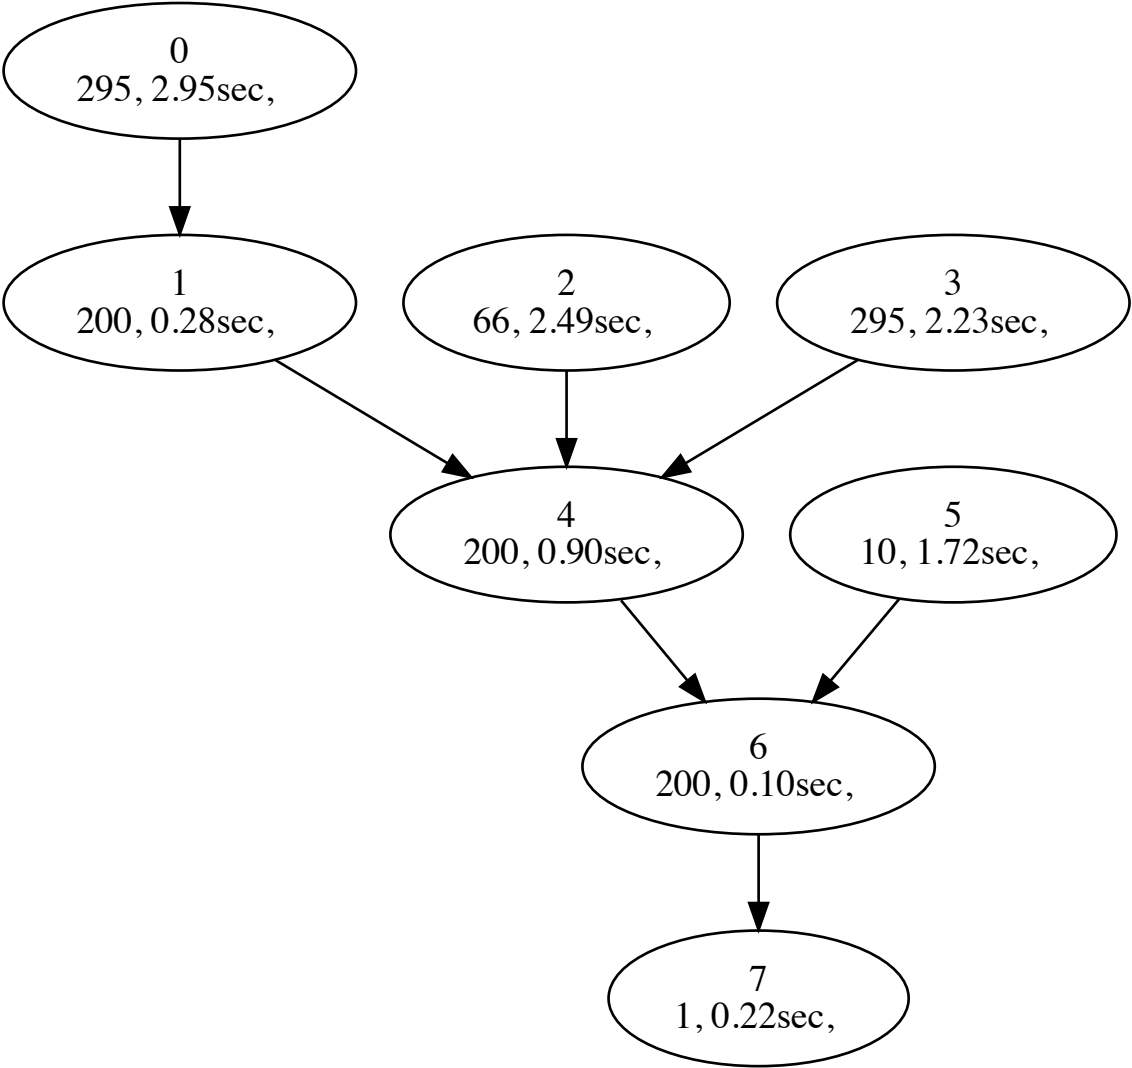 0
295, 2.95sec,
1
200, 0.28sec,
2
66, 2.49sec,
3
295, 2.23sec,
4
200, 0.90sec,
5
10, 1.72sec,
6
200, 0.10sec,
7
1, 0.22sec,